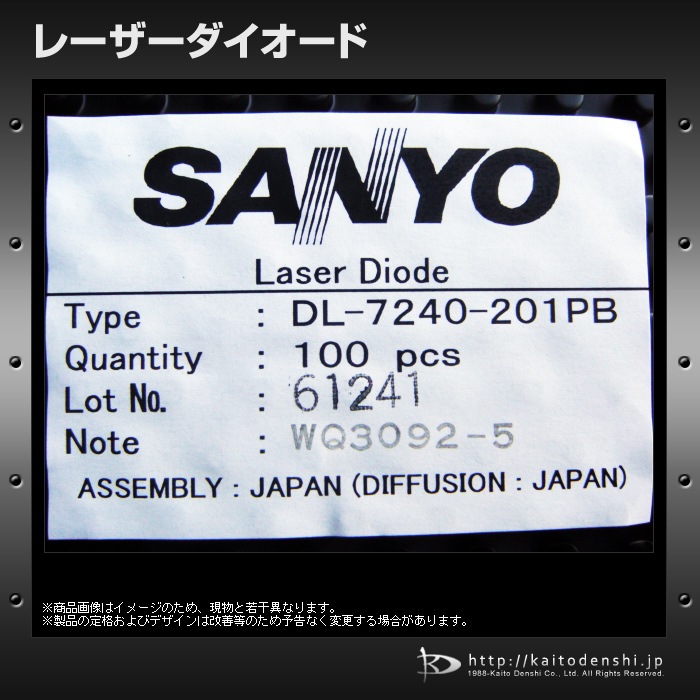 レーザーダイオード
SANYO
Laser Diode
Type : DL-7240-201PB
Quantity : 100 pcs
Lot No. : 61241
Note : WQ3092-5
ASSEMBLY : JAPAN (DIFFUSION : JAPAN)
※商品画像はイメージのため、現物と若干異なります。
※製品の定格およびデザインは改善等のため予告なく変更する場合があります。
http://kaitodenshi.jp
1988-Kaito Denshi Co., Ltd. All Rights Reserved.